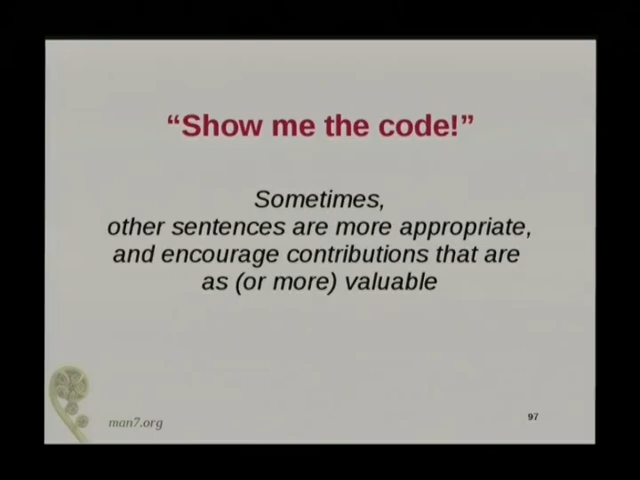 “Show me the code!”
Sometimes,
other sentences are more appropriate,
and encourage contributions that are
as (or more) valuable
man7.org
97